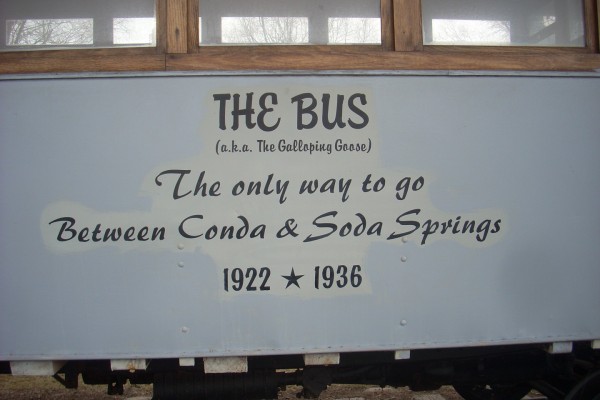 THE BUS
(a.k.a. The Galloping Goose)
The only way to go
Between Conda & Soda Springs
1922 ★ 1936